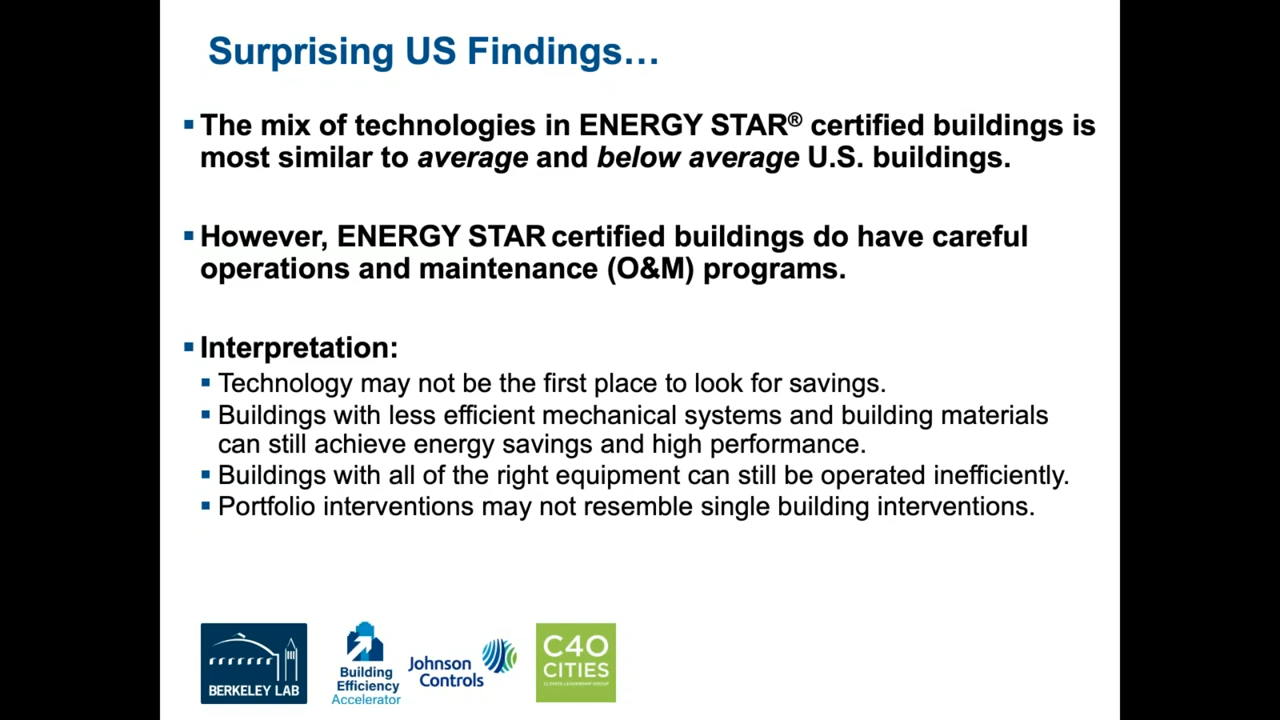 Surprising US Findings…
▪ The mix of technologies in ENERGY STAR® certified buildings is
most similar to average and below average U.S. buildings.
▪ However, ENERGY STAR certified buildings do have careful
operations and maintenance (O&M) programs.
▪ Interpretation:
▪ Technology may not be the first place to look for savings.
▪ Buildings with less efficient mechanical systems and building materials
can still achieve energy savings and high performance.
▪ Buildings with all of the right equipment can still be operated inefficiently.
▪ Portfolio interventions may not resemble single building interventions.
BERKELEY LAB
Building
Efficiency
Accelerator
Johnson
Controls
C40
CITIES
CLIMATE LEADERSHIP GROUP